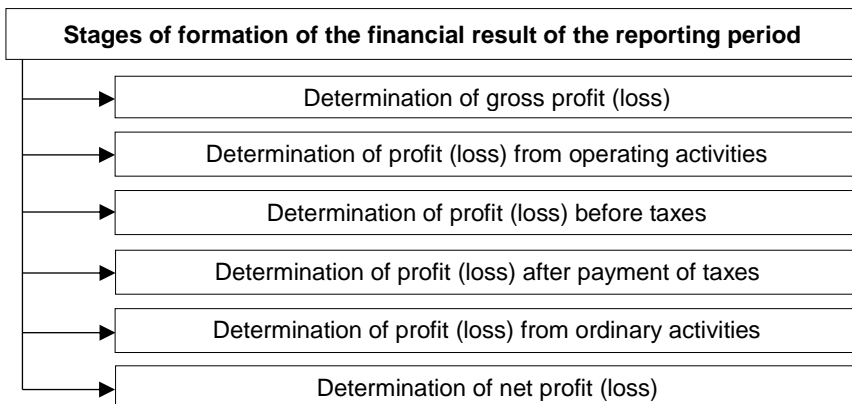 Stages of formation of the financial result of the reporting period
Determination of gross profit (loss)
Determination of profit (loss) from operating activities
Determination of profit (loss) before taxes
Determination of profit (loss) after payment of taxes
Determination of profit (loss) from ordinary activities
Determination of net profit (loss)